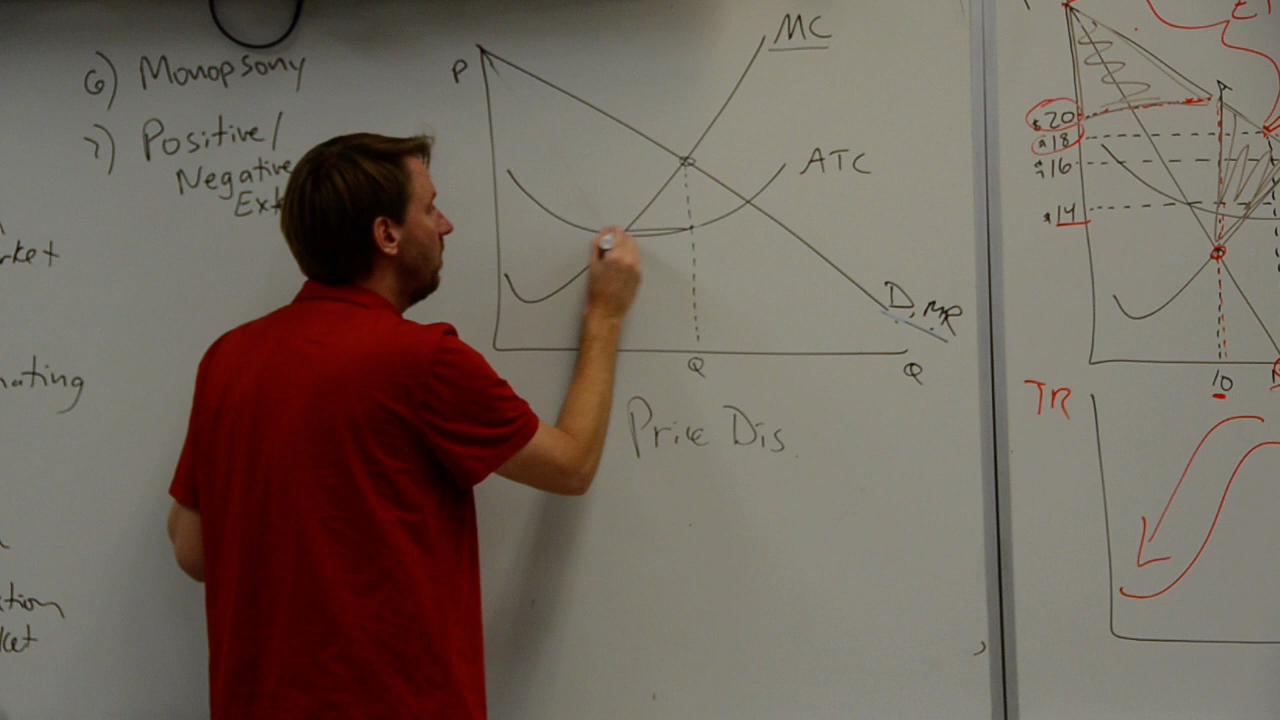 6) Monopsony
7) Positive/
Negative
Ext
rket
nating
tion
ket
P
MC
ATC
D, MR
Q
Q
Price Dis.
$20
$18
$16
$14
10
TR